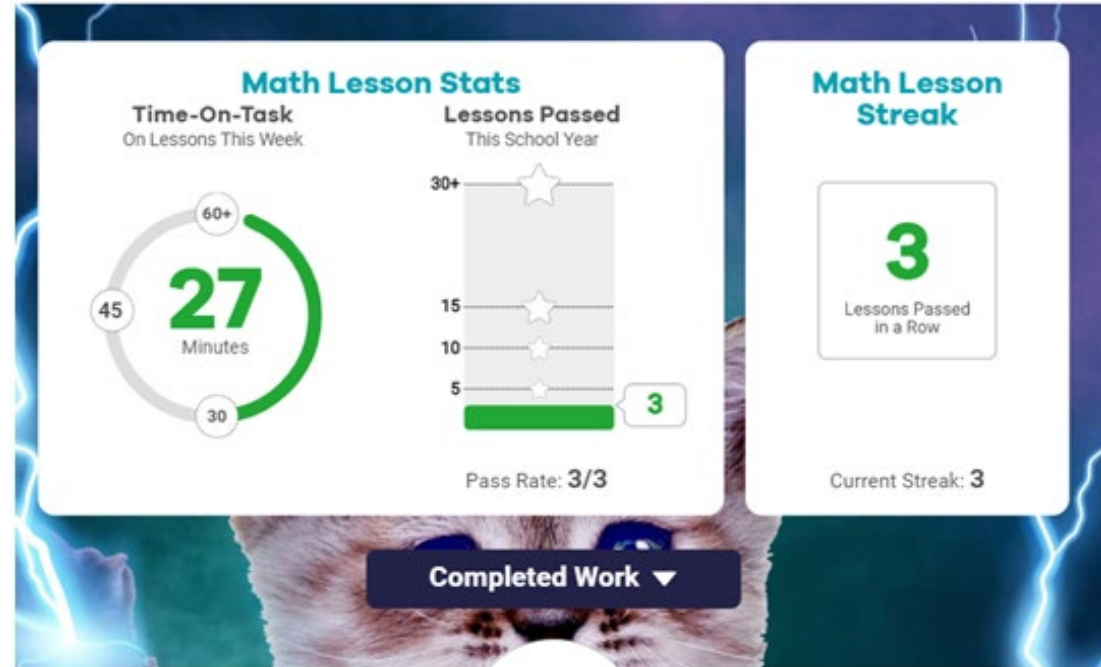 Math Lesson Stats
Time-On-Task
On Lessons This Week
60+
45
27
Minutes
30
Lessons Passed
This School Year
30+
15
10
5
3
Pass Rate: 3/3
Math Lesson
Streak
3
Lessons Passed
in a Row
Current Streak: 3
Completed Work